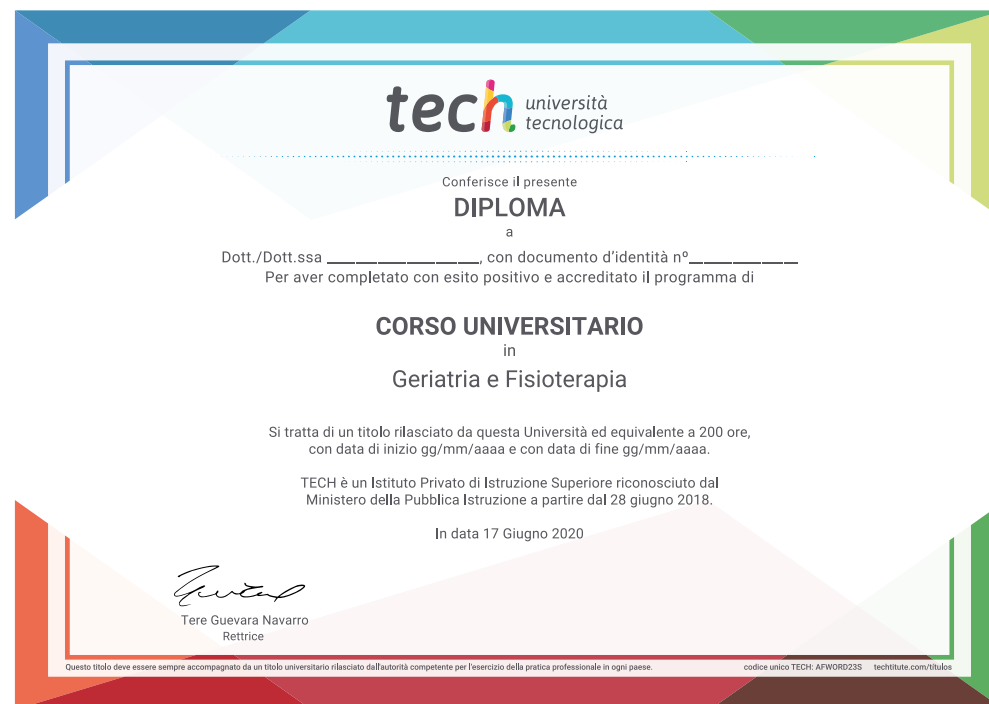 tech università
tecnologica
Conferisce il presente
DIPLOMA
a
Dott./Dott.ssa ____________________, con documento d'identità nº_______________
Per aver completato con esito positivo e accreditato il programma di
CORSO UNIVERSITARIO
in
Geriatria e Fisioterapia
Si tratta di un titolo rilasciato da questa Università ed equivalente a 200 ore,
con data di inizio gg/mm/aaaa e con data di fine gg/mm/aaaa.
TECH è un Istituto Privato di Istruzione Superiore riconosciuto dal
Ministero della Pubblica Istruzione a partire dal 28 giugno 2018.
In data 17 Giugno 2020
Tere Guevara Navarro
Rettrice
Questo titolo deve essere sempre accompagnato da un titolo universitario rilasciato dall'autorità competente per l'esercizio della pratica professionale in ogni paese. codice unico TECH: AFWORD23S techtitute.com/títulos